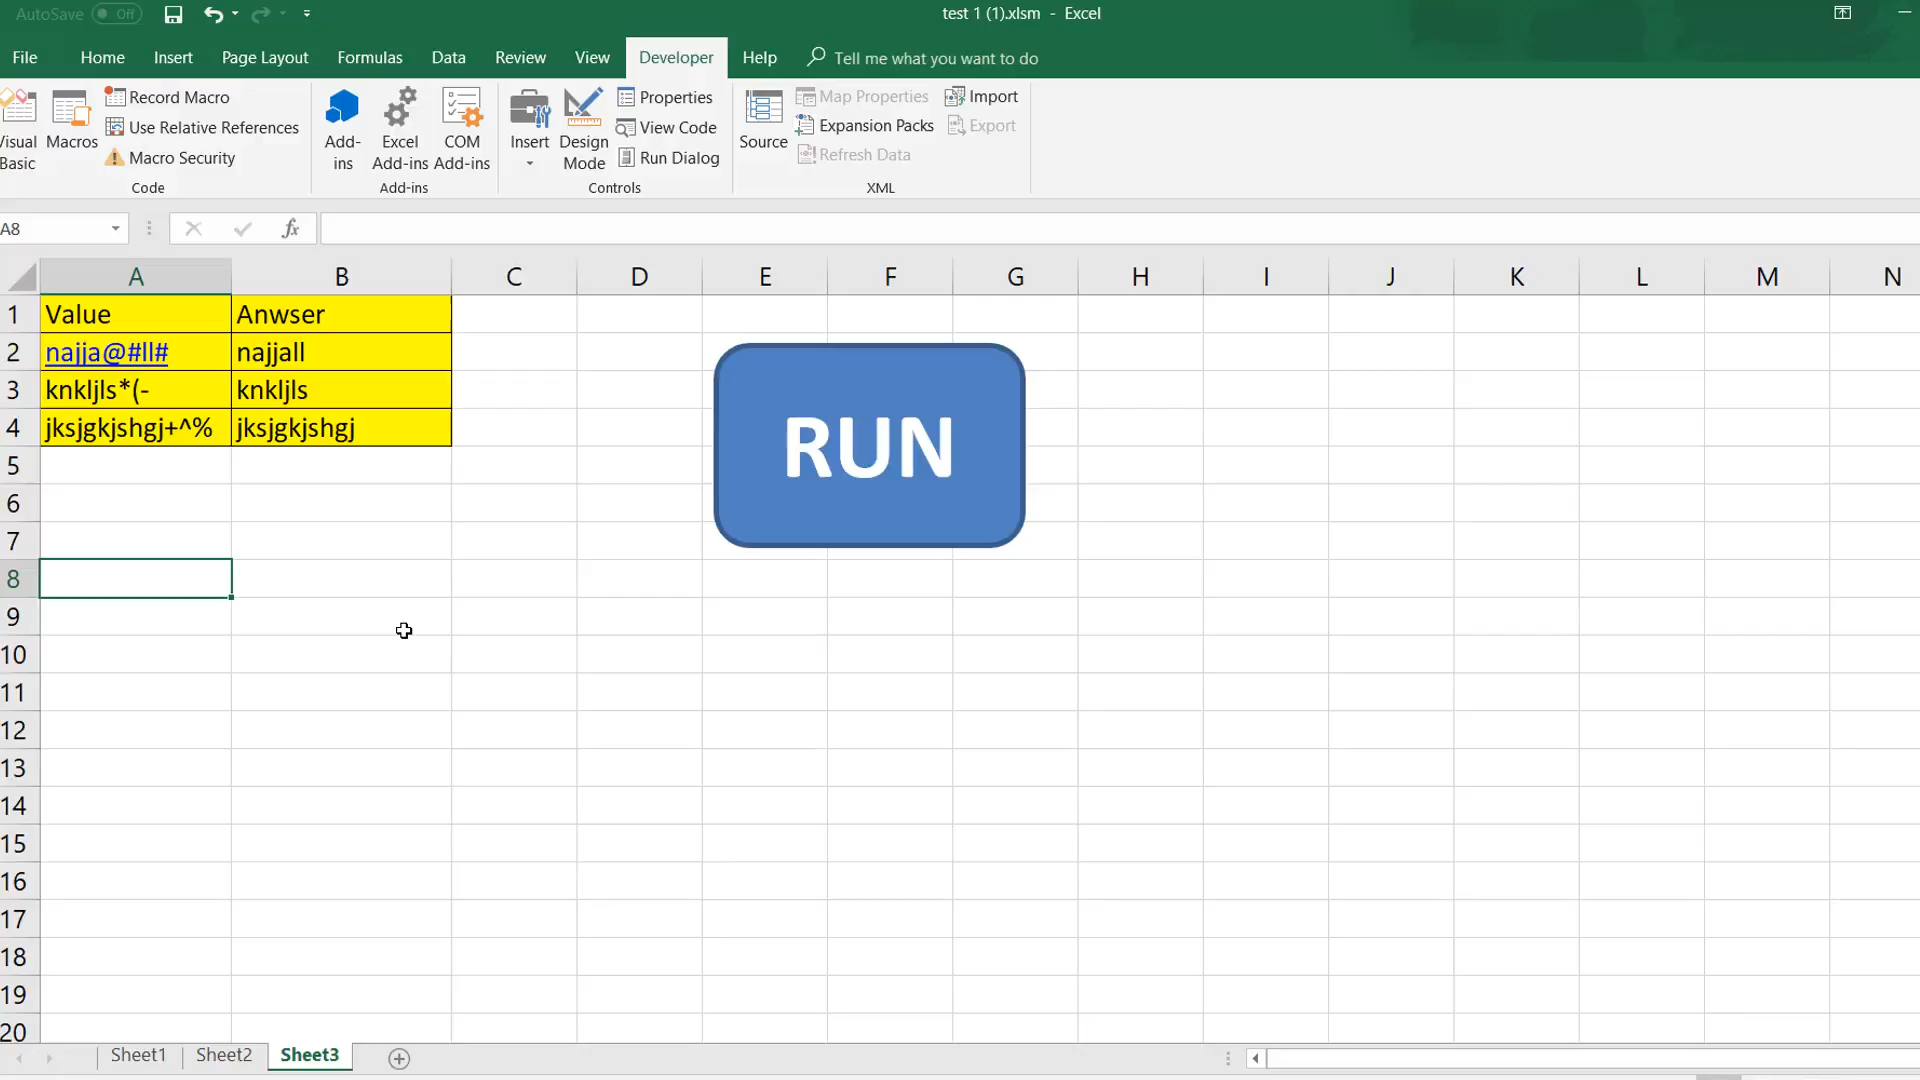 AutoSave Off test 1 (1).xlsm - Excel
File Home Insert Page Layout Formulas Data Review View Developer Help Tell me what you want to do
Visual Basic
Macros
Record Macro
Use Relative References
Macro Security
Code
Add-ins
Excel Add-ins
COM Add-ins
Add-ins
Insert
Design Mode
Properties
View Code
Run Dialog
Controls
Source
Map Properties
Expansion Packs
Refresh Data
Import
Export
XML
A8 fx
A B C D E F G H I J K L M N
1 Value Anwser
2 najja@#ll# najjall
3 knkljls*(- knkljls
4 jksjgkjshgj+^% jksjgkjshgj
5
6
7
8
9
10
11
12
13
14
15
16
17
18
19
20
RUN
Sheet1 Sheet2 Sheet3